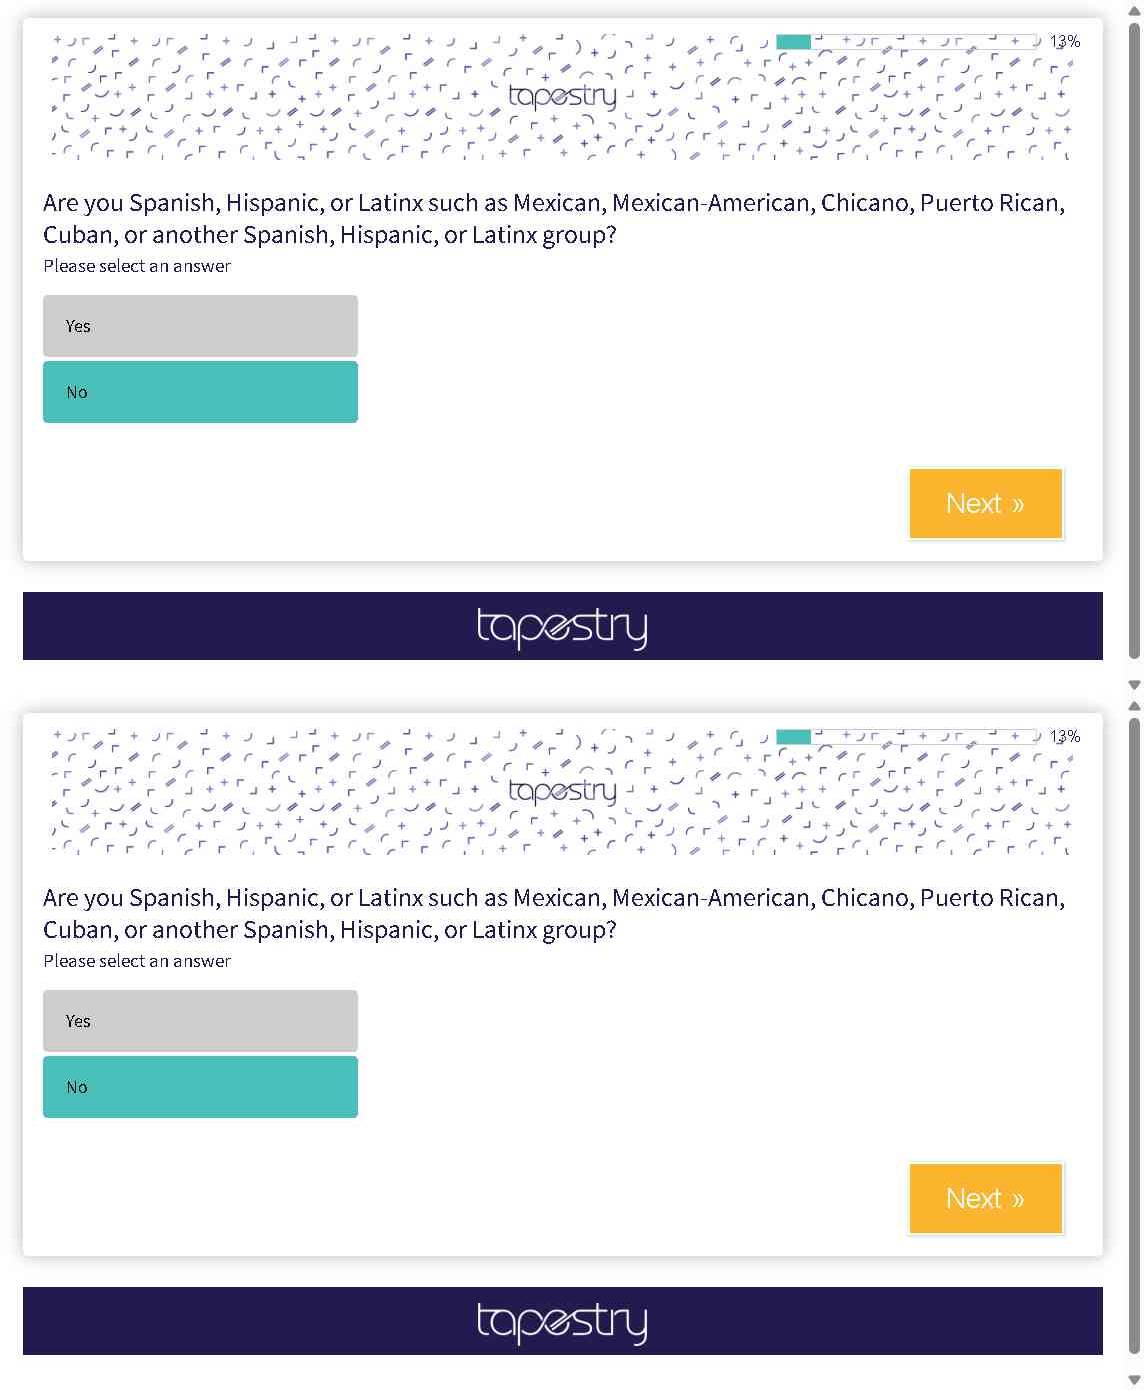 13%
tapestry
Are you Spanish, Hispanic, or Latinx such as Mexican, Mexican-American, Chicano, Puerto Rican,
Cuban, or another Spanish, Hispanic, or Latinx group?
Please select an answer
Yes
No
Next »
tapestry
13%
tapestry
Are you Spanish, Hispanic, or Latinx such as Mexican, Mexican-American, Chicano, Puerto Rican,
Cuban, or another Spanish, Hispanic, or Latinx group?
Please select an answer
Yes
No
Next »
tapestry